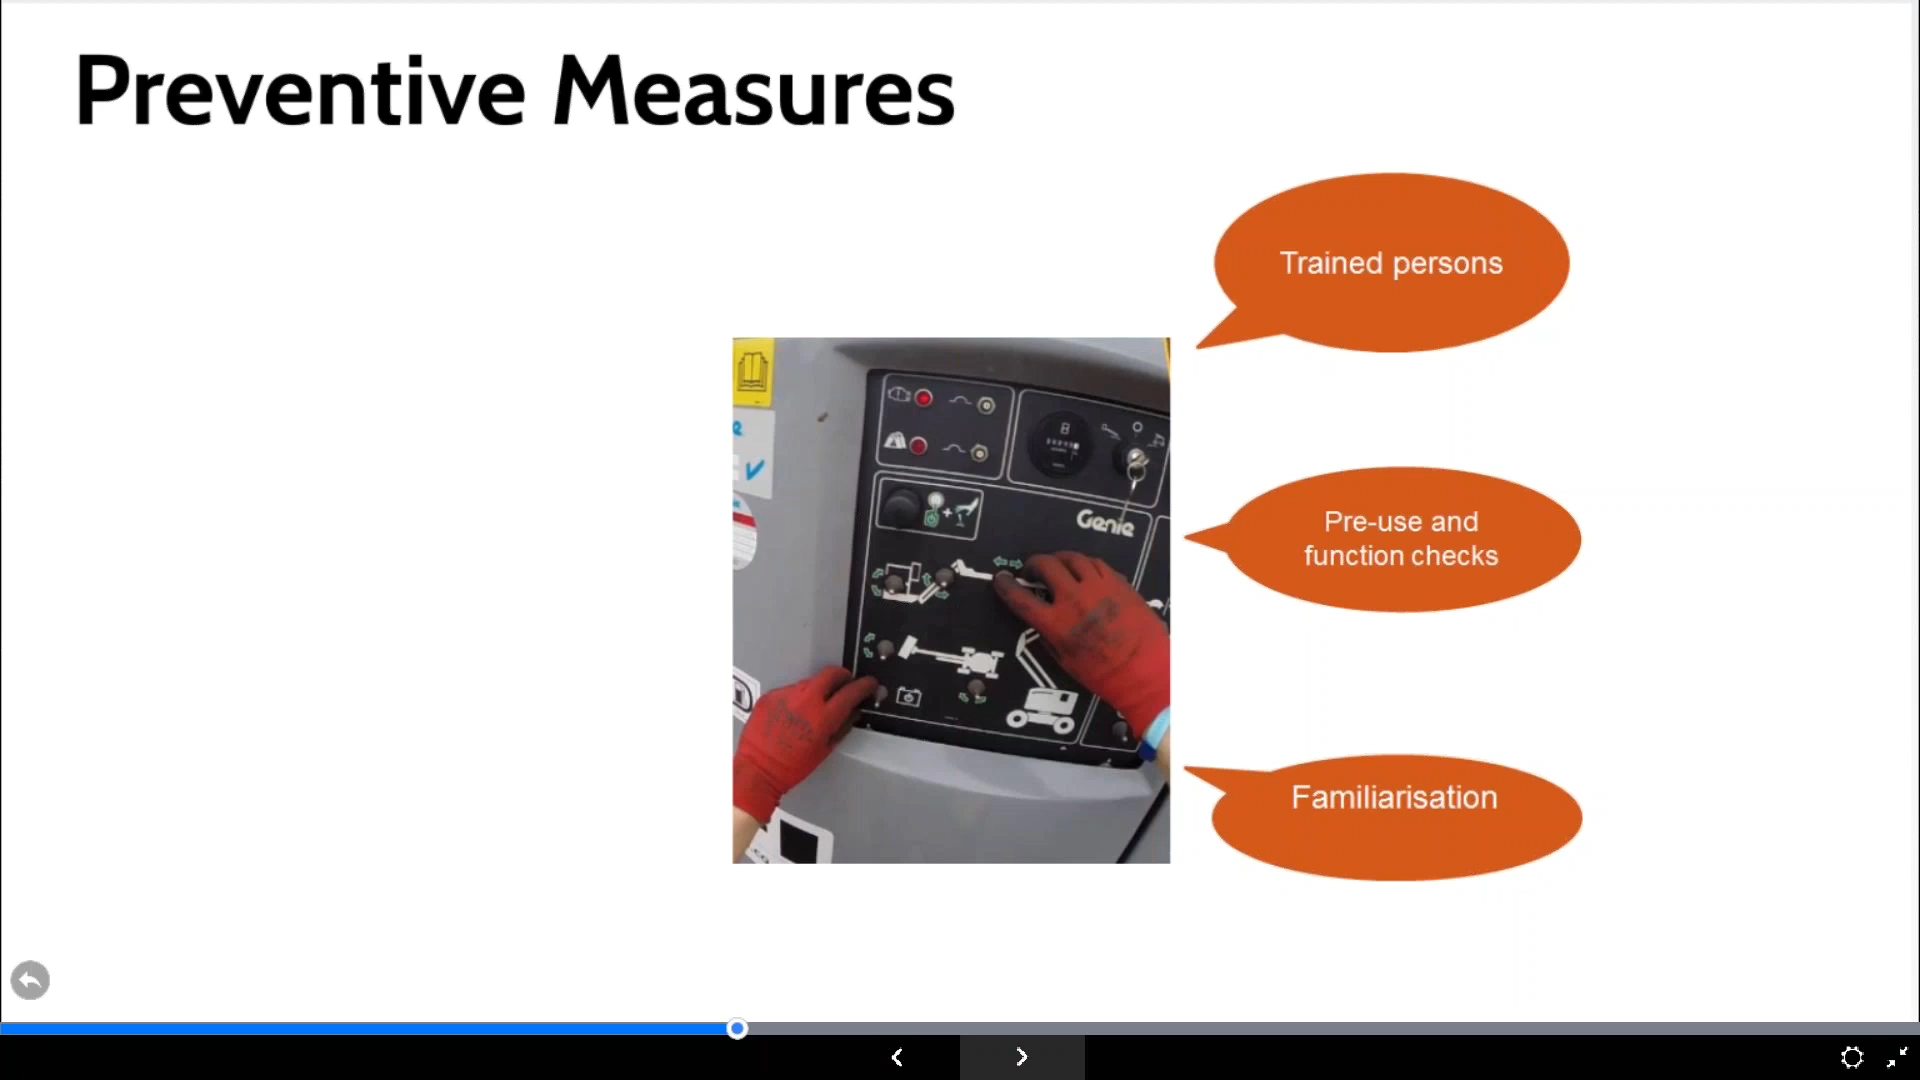 Preventive Measures
Trained persons
Genie
Pre-use and
function checks
Familiarisation